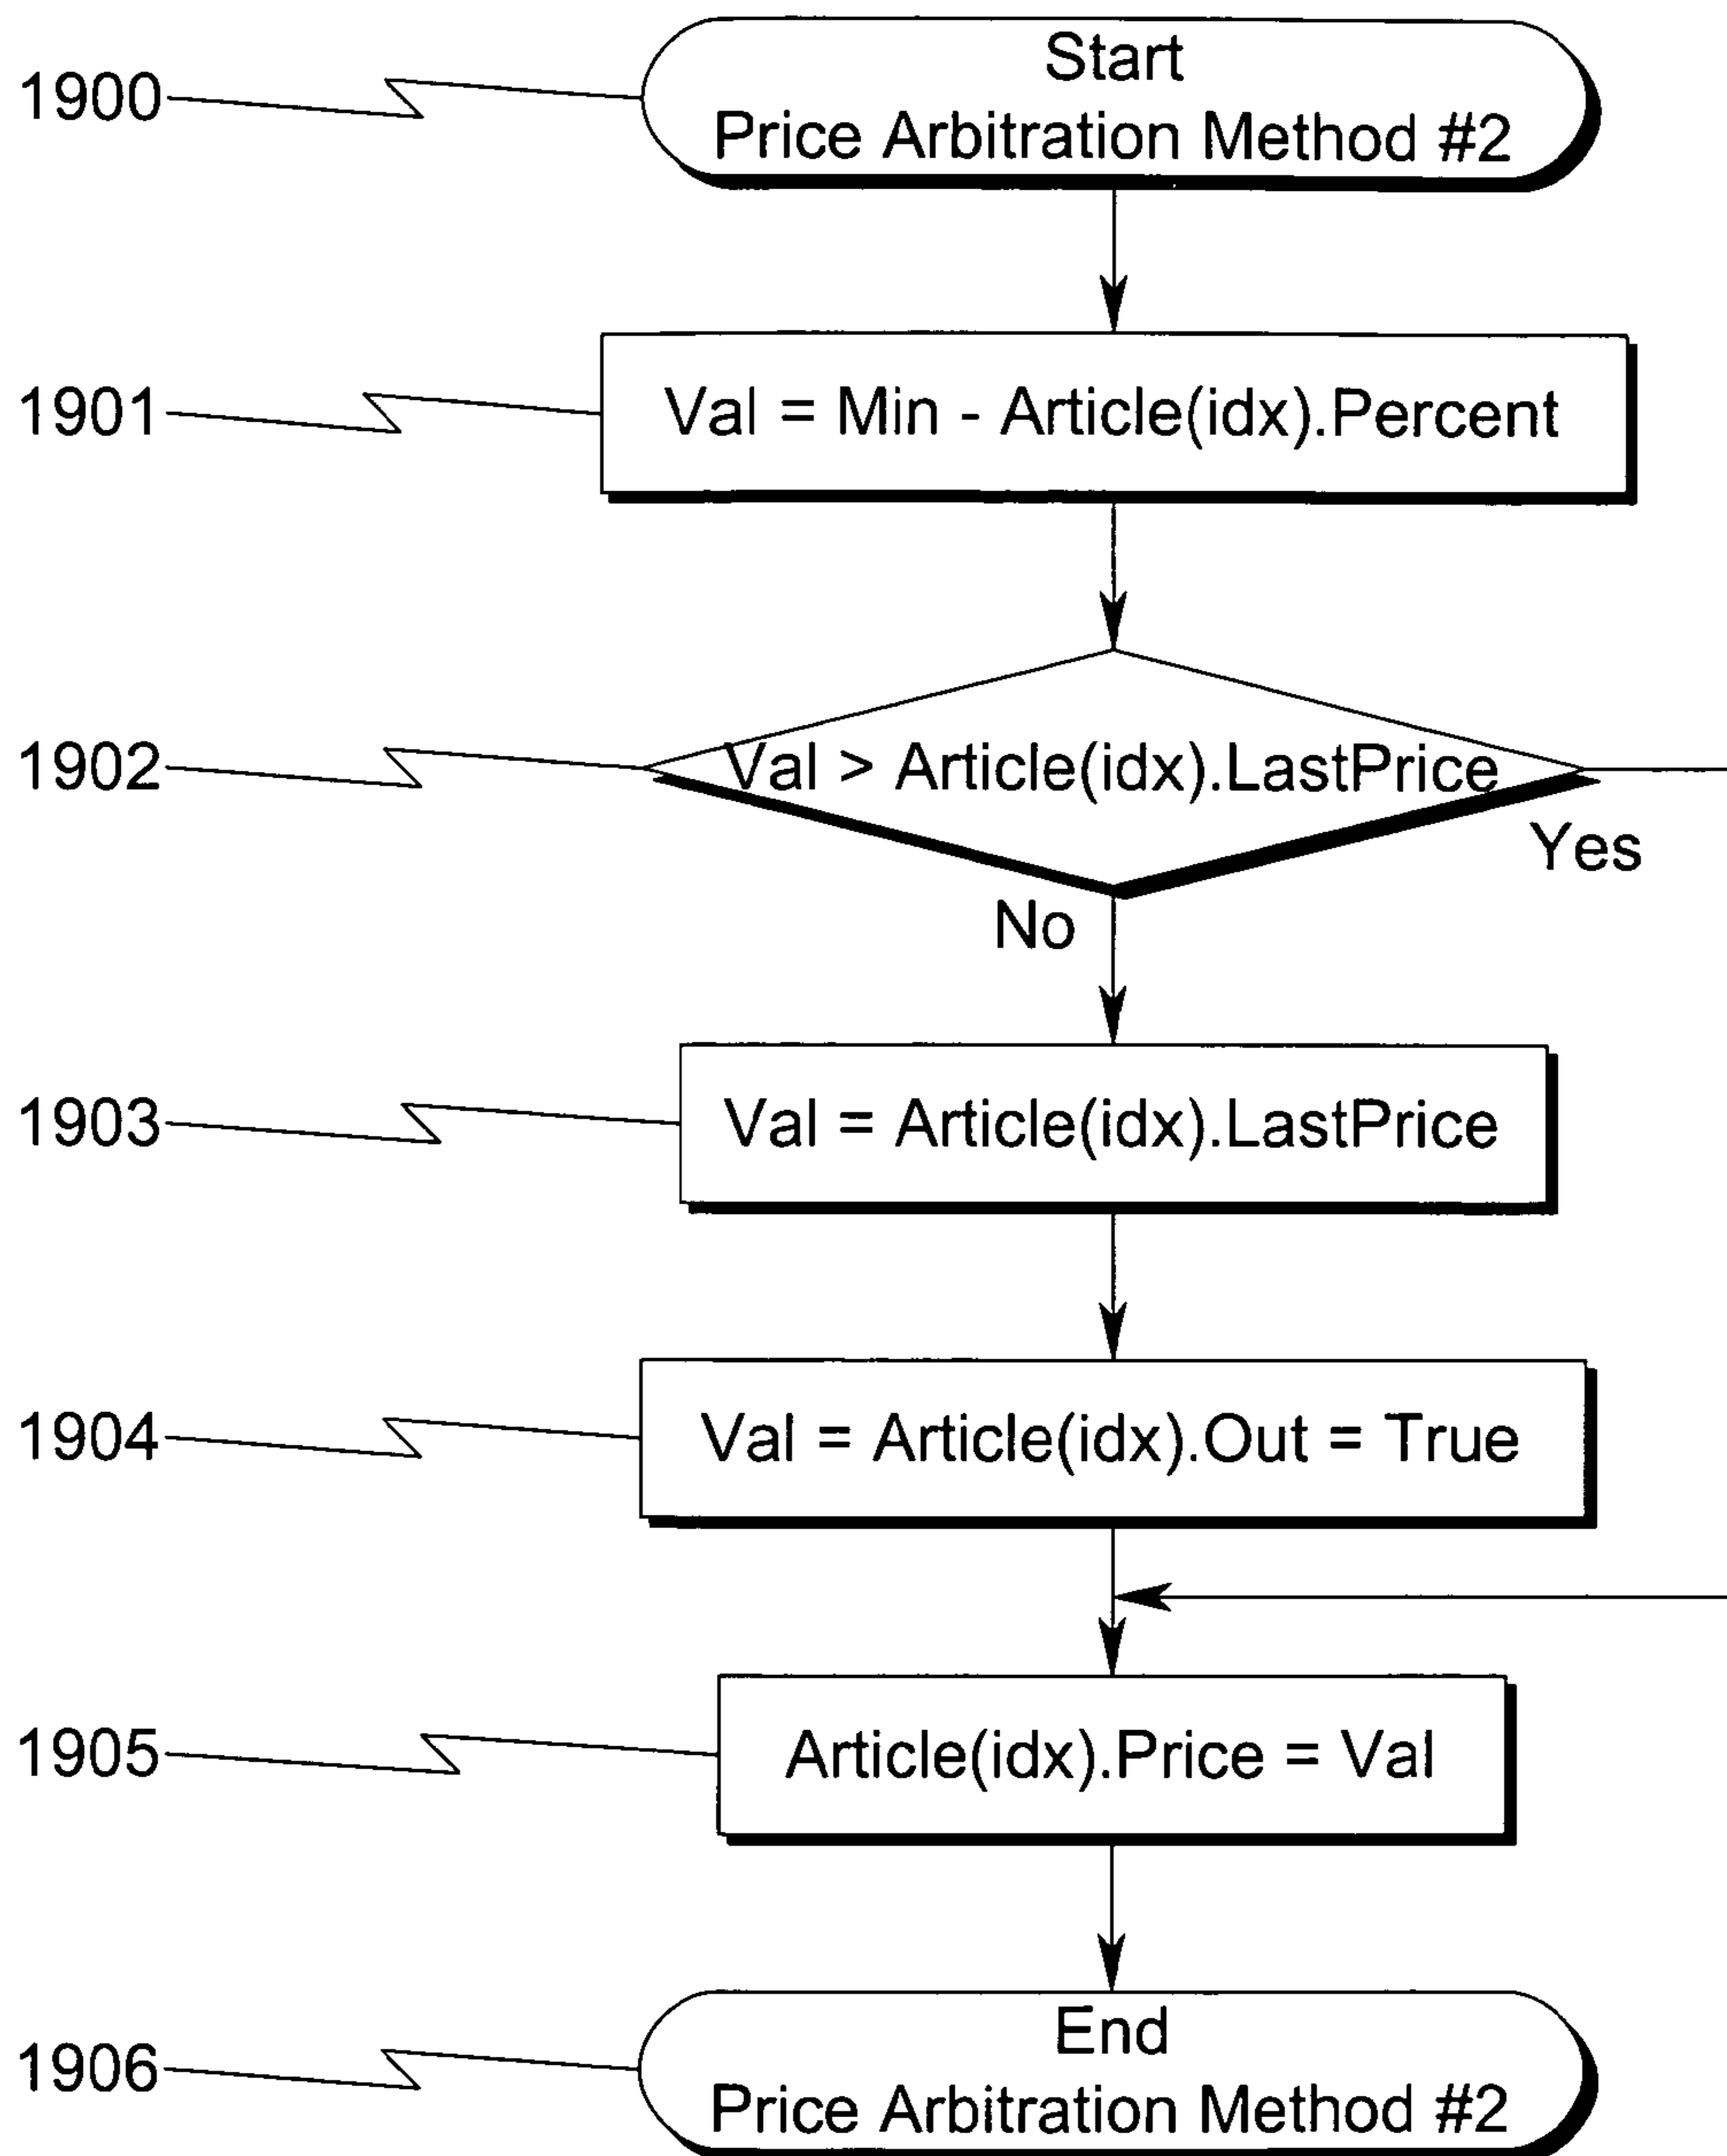 1900
Start
Price Arbitration Method #2
1901
Val = Min - Article(idx).Percent
1902
Val > Article(idx).LastPrice
Yes
No
1903
Val = Article(idx).LastPrice
1904
Val = Article(idx).Out = True
1905
Article(idx).Price = Val
1906
End
Price Arbitration Method #2